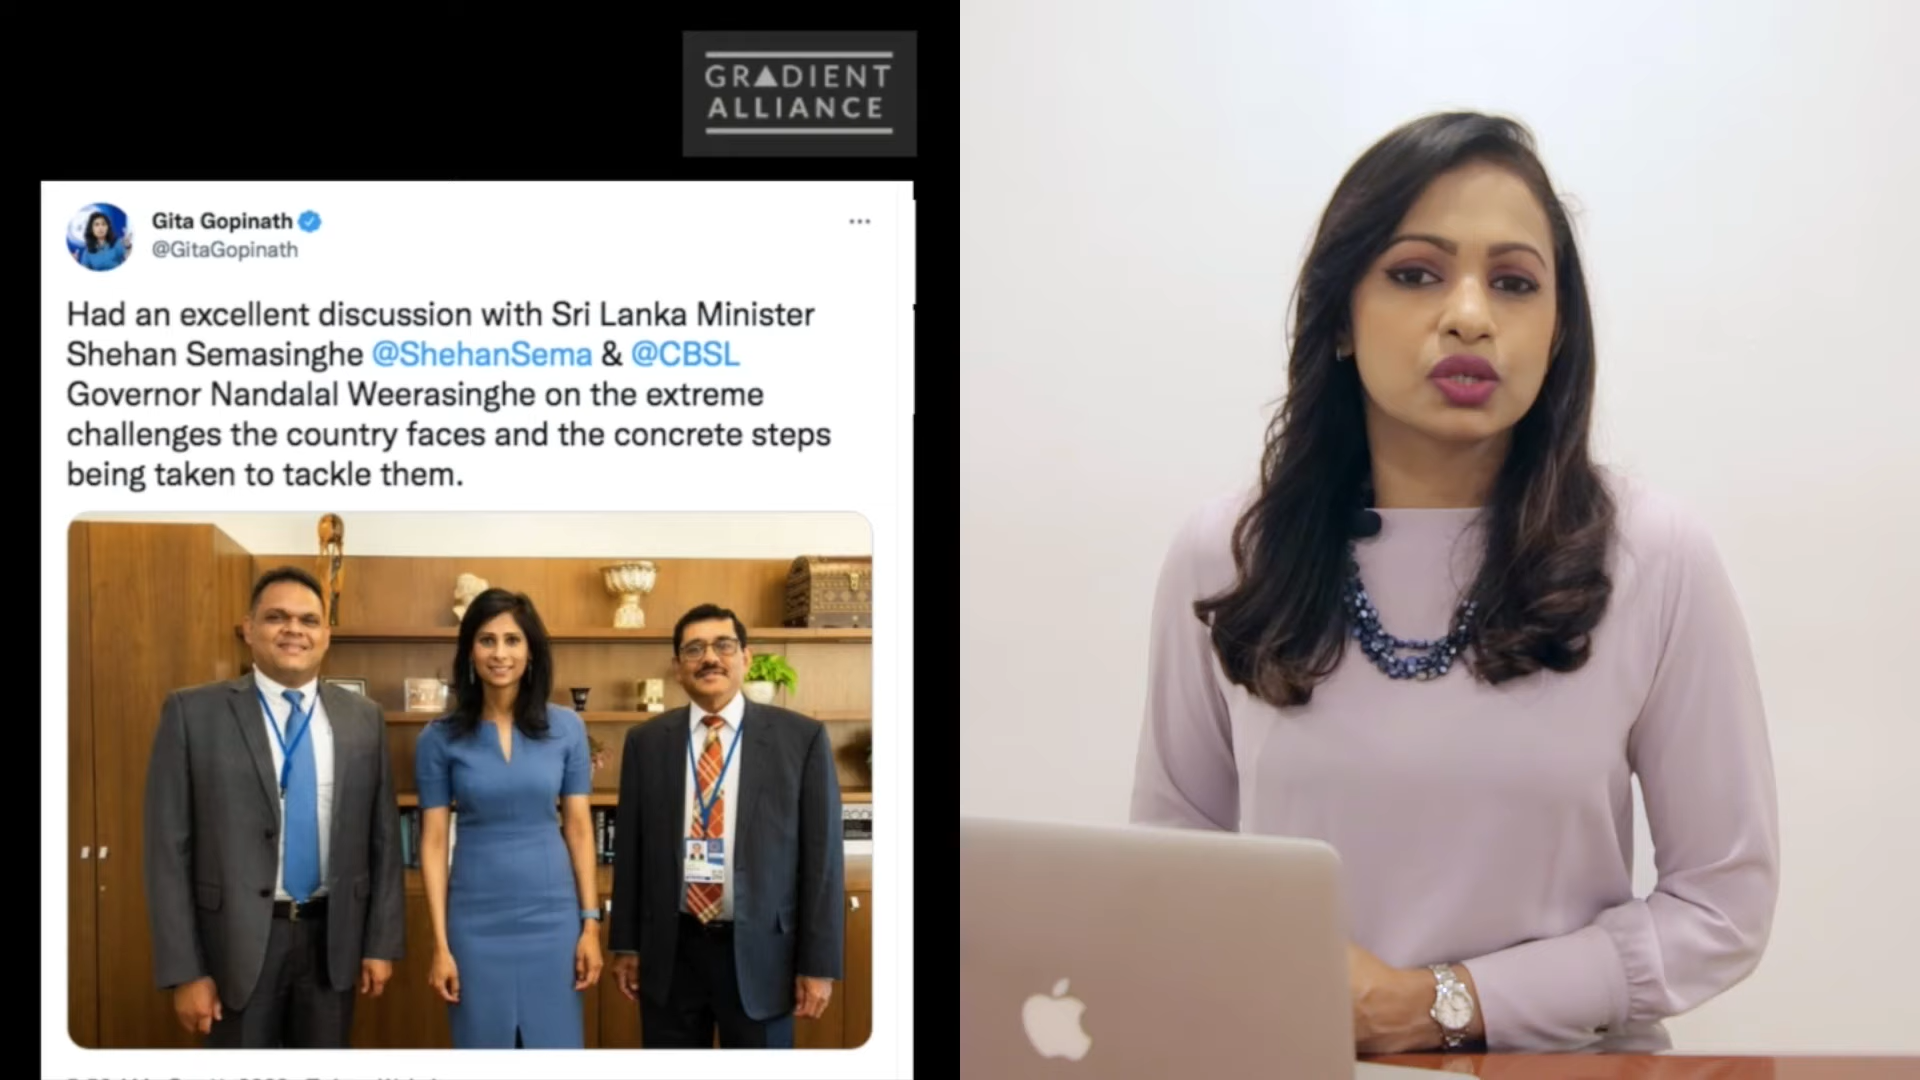 GRADIENT
ALLIANCE
Gita Gopinath
@GitaGopinath
Had an excellent discussion with Sri Lanka Minister
Shehan Semasinghe @ShehanSema & @CBSL
Governor Nandalal Weerasinghe on the extreme
challenges the country faces and the concrete steps
being taken to tackle them.